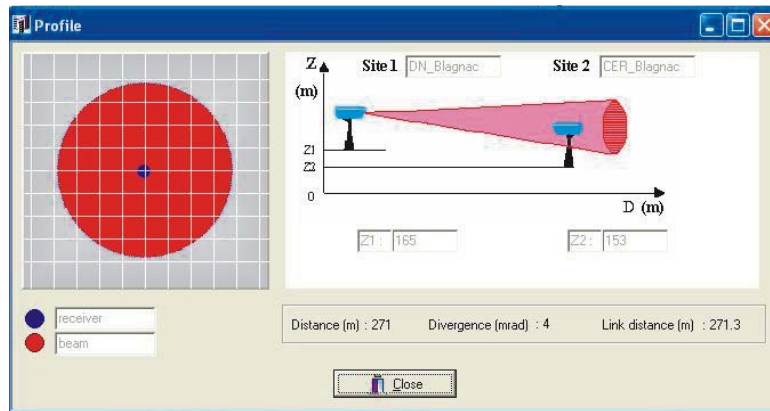 Profile
Z
Site 1 DN_Blagnac
Site 2 CER_Blagnac
(m)
Z1
Z2
0
D (m)
Z1 : 165
Z2 : 153
receiver
beam
Distance (m) : 271
Divergence (mrad) : 4
Link distance (m) : 271.3
Close